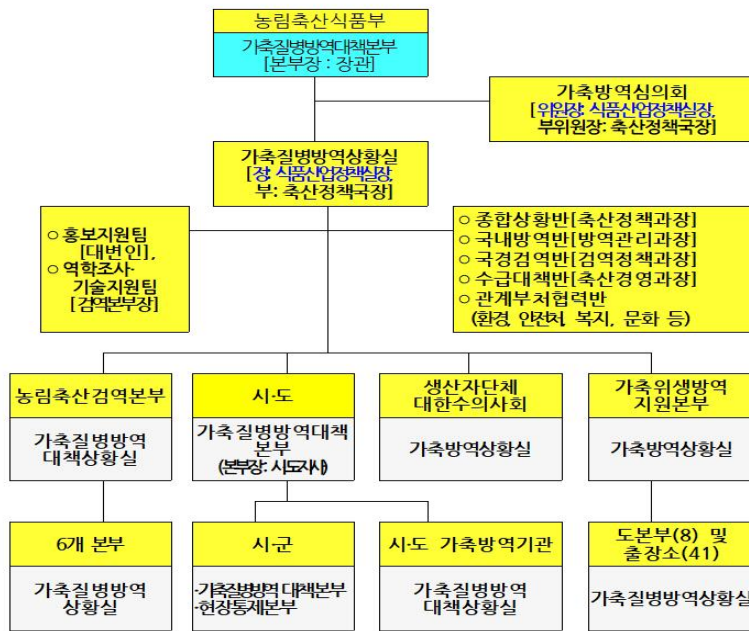 농림축산식품부
가축질병방역대책본부
[본부장 : 장관]
가축방역심의회
[위원장: 식품산업정책실장,
부위원장: 축산정책국장]
가축질병방역상황실
[정: 식품산업정책실장,
부: 축산정책국장]
○ 홍보지원팀
[대변인],
○ 역학조사·
기술지원팀
[검역본부장]
○ 종합상황반[축산정책과장]
○ 국내방역반[방역관리과장]
○ 국경검역반[검역정책과장]
○ 수급대책반[축산경영과장]
○ 관계부처협력반
(환경, 안전처, 복지, 문화 등)
농림축산검역본부
가축질병방역
대책상황실
시·도
가축질병방역대책
본부
(본부장: 시도지사)
생산자단체
대한수의사회
가축방역상황실
가축위생방역
지원본부
가축방역상황실
6개 본부
가축질병방역
상황실
시·군
·가축질병방역 대책본부
·현장통제본부
시·도 가축방역기관
가축질병방역
대책상황실
도본부(8) 및
출장소(41)
가축질병방역상황실